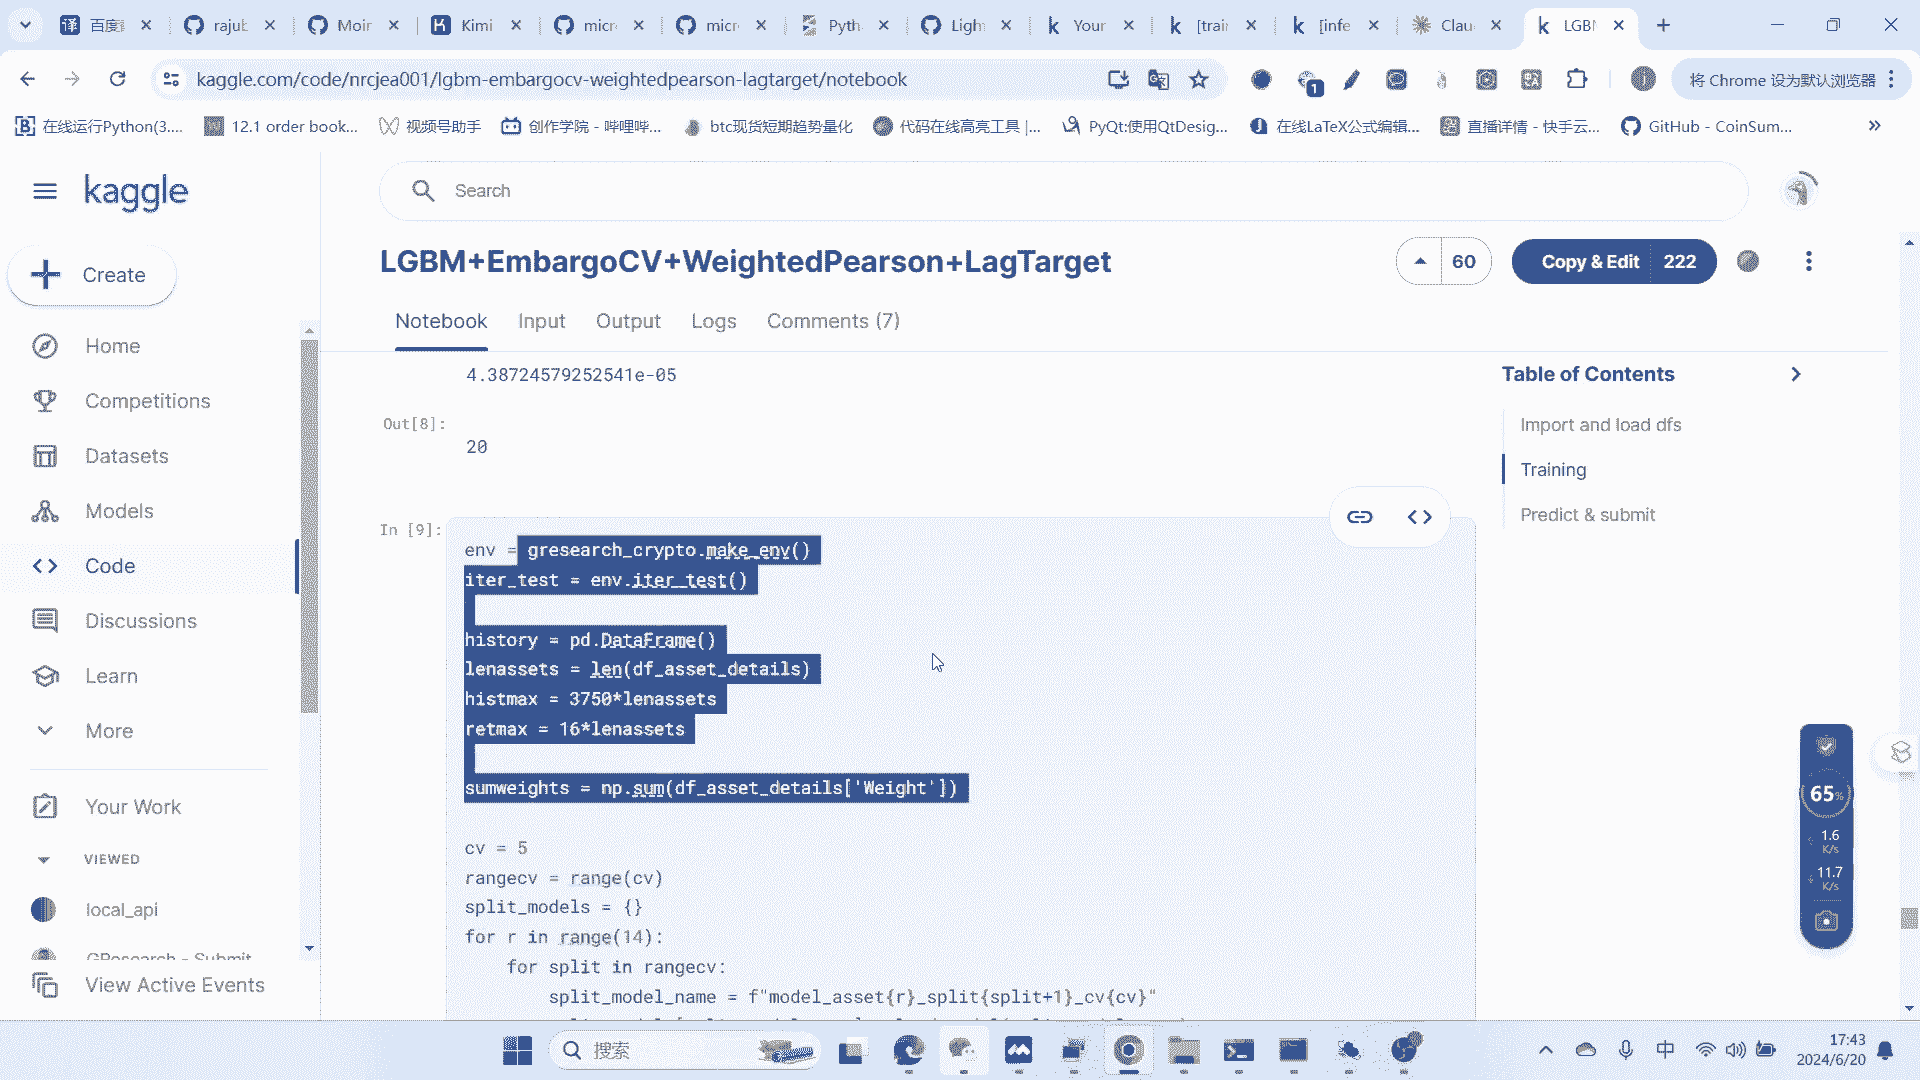 百度
rajub
Moir
Kimi
micr
micr
Pyth
Ligh
Your
[trair
[infe
Clau
LGB
kaggle.com/code/nrcjea001/lgbm-embargocv-weightedpearson-lagtarget/notebook
1
将 Chrome 设为默认浏览器
在线运行Python(3....
12.1 order book...
视频号助手
创作学院 - 哔哩哔...
btc现货短期趋势量化
代码在线高亮工具 |...
PyQt:使用QtDesig...
在线LaTeX公式编辑...
直播详情 - 快手云...
GitHub - CoinSum...
kaggle
Search
Create
LGBM+EmbargoCV+WeightedPearson+LagTarget
60
Copy & Edit 222
Notebook
Input
Output
Logs
Comments (7)
Home
Competitions
Datasets
Models
Code
Discussions
Learn
More
Your Work
VIEWED
local_api
GResearch - Submit
View Active Events
4.38724579252541e-05
Out[8]:
20
In [9]:
env = gresearch_crypto.make_env()
iter_test = env.iter_test()
history = pd.DataFrame()
lenassets = len(df_asset_details)
histmax = 3750*lenassets
retmax = 16*lenassets
sumweights = np.sum(df_asset_details['Weight'])
cv = 5
rangecv = range(cv)
split_models = {}
for r in range(14):
for split in rangecv:
split_model_name = f"model_asset{r}_split{split+1}_cv{cv}"
Table of Contents
Import and load dfs
Training
Predict & submit
65%
1.6
K/s
11.7
K/s
搜索
中
17:43
2024/6/20